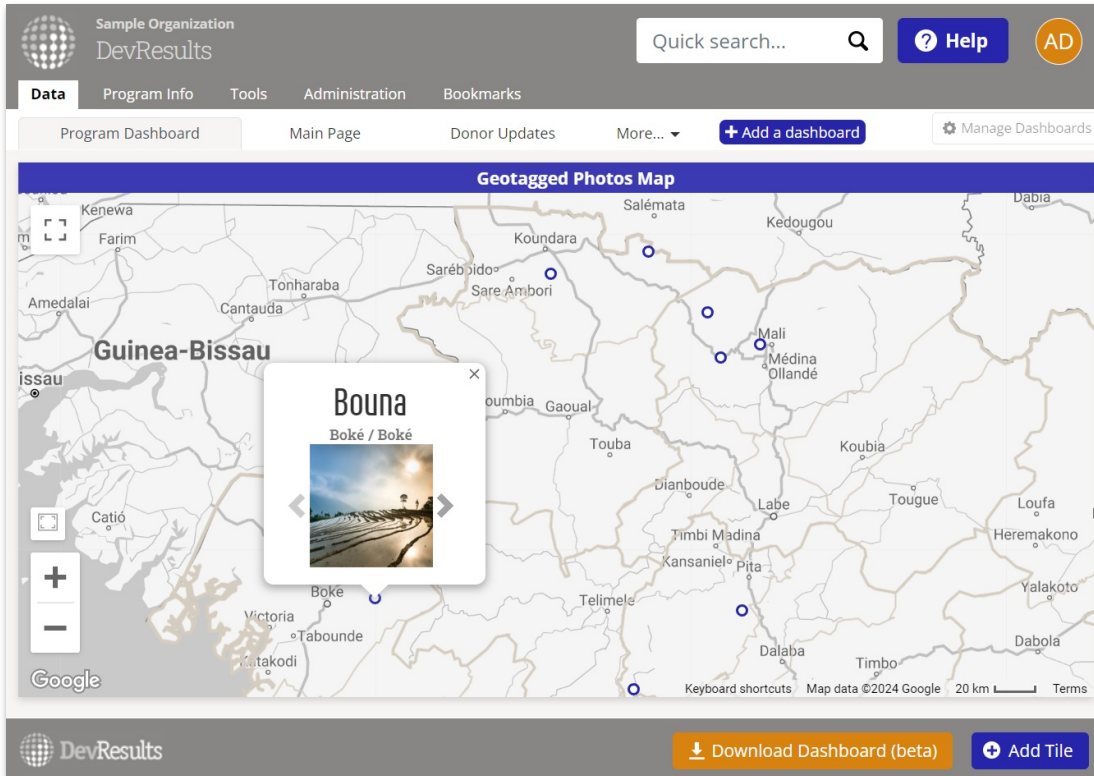 Sample Organization
DevResults
Quick search...
Help
AD
Data
Program Info
Tools
Administration
Bookmarks
Program Dashboard
Main Page
Donor Updates
More...
Add a dashboard
Manage Dashboards
Geotagged Photos Map
Kenewa
Salémata
Dabia
Kedougou
Farim
Koundara
Tonharaba
Sare Ambori
Amedalai
Cantauda
Mali
Guinea-Bissau
Médina
Ollandé
issau
Bouna
oumbia
Gaoual
Boké / Boké
Touba
Koubia
Dianboude
Labe
Tougue
Loufa
Catió
Timbi Madina
Heremakono
Kansaniel
Pita
Boke
Telimele
Yalakoto
Victoria
Tabounde
Dalaba
Dabola
Timbo
Google
Keyboard shortcuts
Map data ©2024 Google
20 km
Terms
DevResults
Download Dashboard (beta)
Add Tile